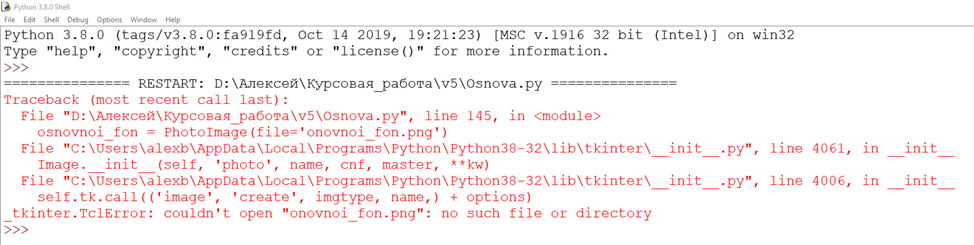 Python 3.8.0 Shell
File Edit Shell Debug Options Window Help
Python 3.8.0 (tags/v3.8.0:fa919fd, Oct 14 2019, 19:21:23) [MSC v.1916 32 bit (Intel)] on win32
Type "help", "copyright", "credits" or "license()" for more information.
>>>
=============== RESTART: D:\Алексей\Курсовая_работа\v5\Osnova.py ===============
Traceback (most recent call last):
  File "D:\Алексей\Курсовая_работа\v5\Osnova.py", line 145, in <module>
    osnovnoi_fon = PhotoImage(file='onovnoi_fon.png')
  File "C:\Users\alexb\AppData\Local\Programs\Python\Python38-32\lib\tkinter\__init__.py", line 4061, in __init__
    Image.__init__(self, 'photo', name, cnf, master, **kw)
  File "C:\Users\alexb\AppData\Local\Programs\Python\Python38-32\lib\tkinter\__init__.py", line 4006, in __init__
    self.tk.call(('image', 'create', imgtype, name,) + options)
_tkinter.TclError: couldn't open "onovnoi_fon.png": no such file or directory
>>>